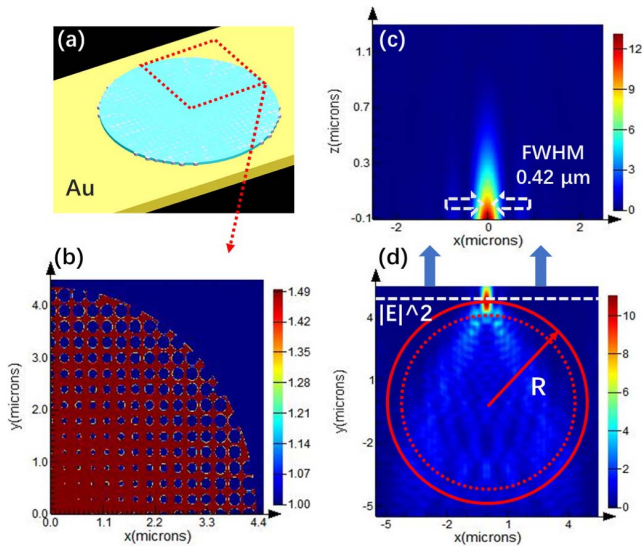 (a)
Au
(b)
y(microns)
4.0
3.0
2.0
1.0
0.0
0.0
1.1
2.2
3.3
4.4
x(microns)
1.49
1.42
1.35
1.28
1.21
1.14
1.07
1.00
(c)
z(microns)
1.1
0.7
0.3
-0.1
-2
0
2
x(microns)
FWHM
0.42 μm
12
9
6
3
0
(d)
|E|^2
R
y(microns)
4
1
-2
-5
-5
-2
1
4
x(microns)
10
8
6
4
2
0